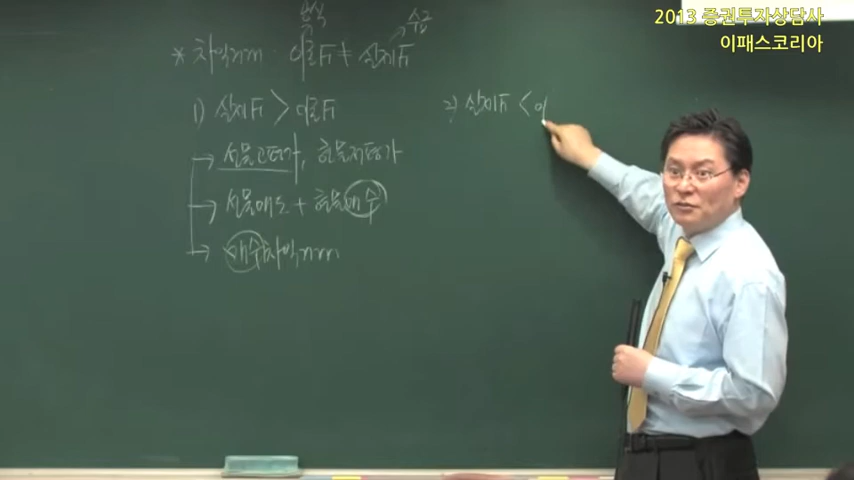 2013 증권투자상담사
이패스코리아
공식
수급
* 차익거래 · 이론F + 실제F
1) 실제F > 이론F
→ 선물고평가, 현물저평가
→ 선물매도 + 현물매수
→ 매수차익거래
2) 실제F < 이